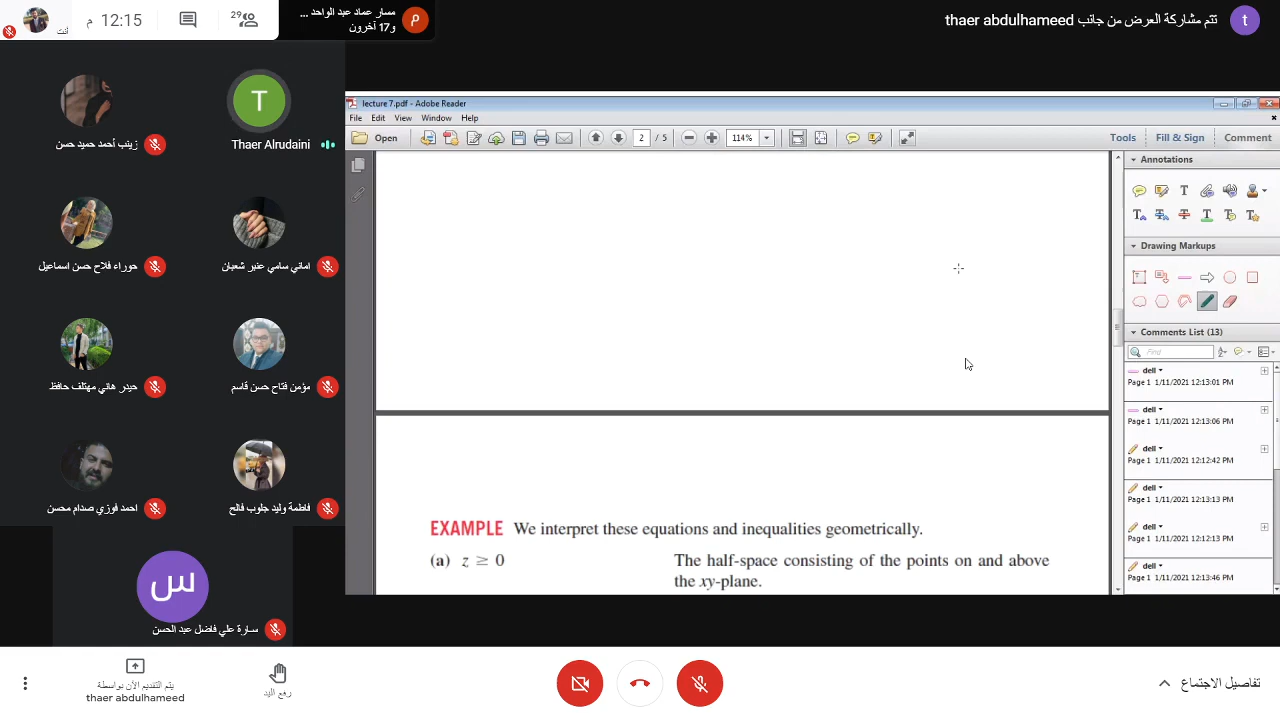 12:15 م
29
أنت
مسار عماد عبد الواحد ...
و17 آخرون
تتم مشاركة العرض من جانب thaer abdulhameed
t
زينب أحمد حميد حسن
T
Thaer Alrudaini
حوراء فلاح حسن اسماعيل
اماني سامي عنبر شعبان
حيدر هاني مهتلف حافظ
مؤمن فتاح حسن قاسم
احمد فوزي صدام محسن
فاطمة وليد جلوب فالح
س
سارة علي فاضل عبد الحسن
lecture 7.pdf - Adobe Reader
File Edit View Window Help
Open 2 / 5 114% Tools Fill & Sign Comment
Annotations
Drawing Markups
Comments List (13)
Find
dell
Page 1 1/11/2021 12:13:01 PM
dell
Page 1 1/11/2021 12:13:06 PM
dell
Page 1 1/11/2021 12:12:42 PM
dell
Page 1 1/11/2021 12:13:13 PM
dell
Page 1 1/11/2021 12:12:13 PM
dell
Page 1 1/11/2021 12:13:46 PM
EXAMPLE We interpret these equations and inequalities geometrically.
(a) z ≥ 0 The half-space consisting of the points on and above
the xy-plane.
يتم التقديم الآن بواسطة
thaer abdulhameed
رفع اليد
تفاصيل الاجتماع